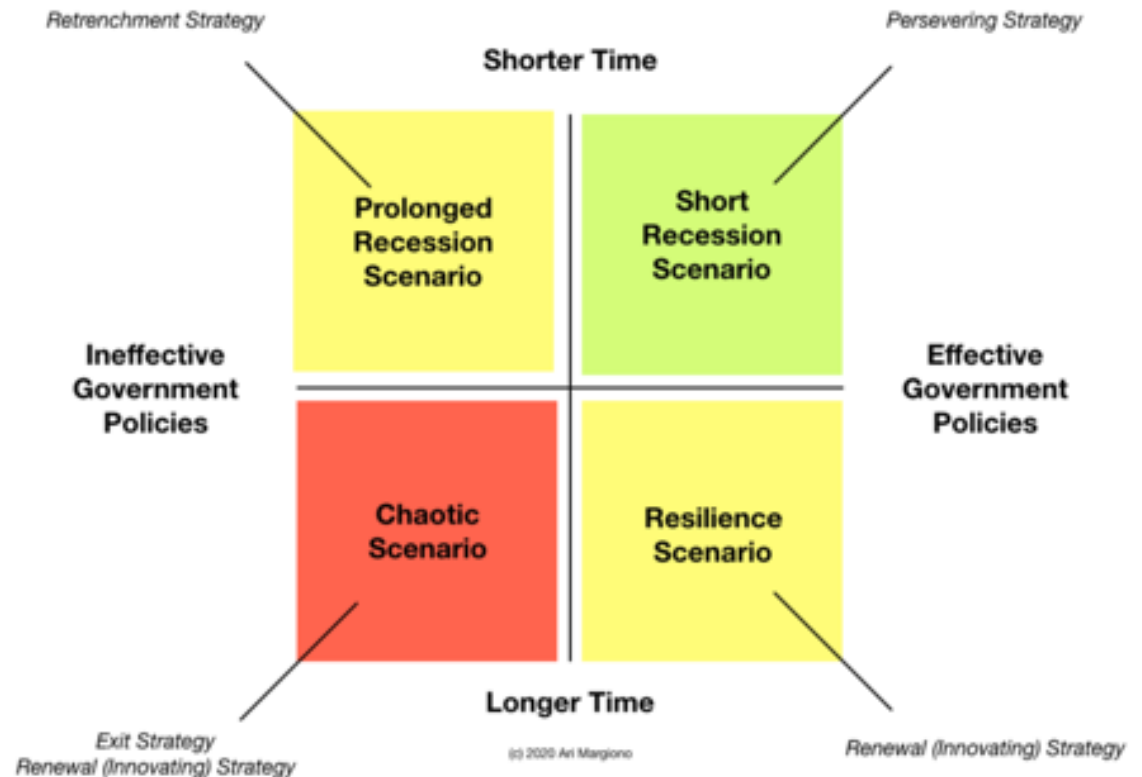 Retrenchment Strategy
Persevering Strategy
Shorter Time
Prolonged
Recession
Scenario
Short
Recession
Scenario
Ineffective
Government
Policies
Effective
Government
Policies
Chaotic
Scenario
Resilience
Scenario
Longer Time
Exit Strategy
Renewal (Innovating) Strategy
(c) 2020 Ari Margiono
Renewal (Innovating) Strategy